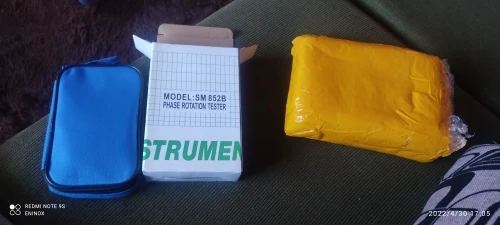 MODEL:SM 852B
PHASE ROTATION TESTER
STRUMEN
REDMI NOTE 9S
ENINOX
2022/4/30 17:05